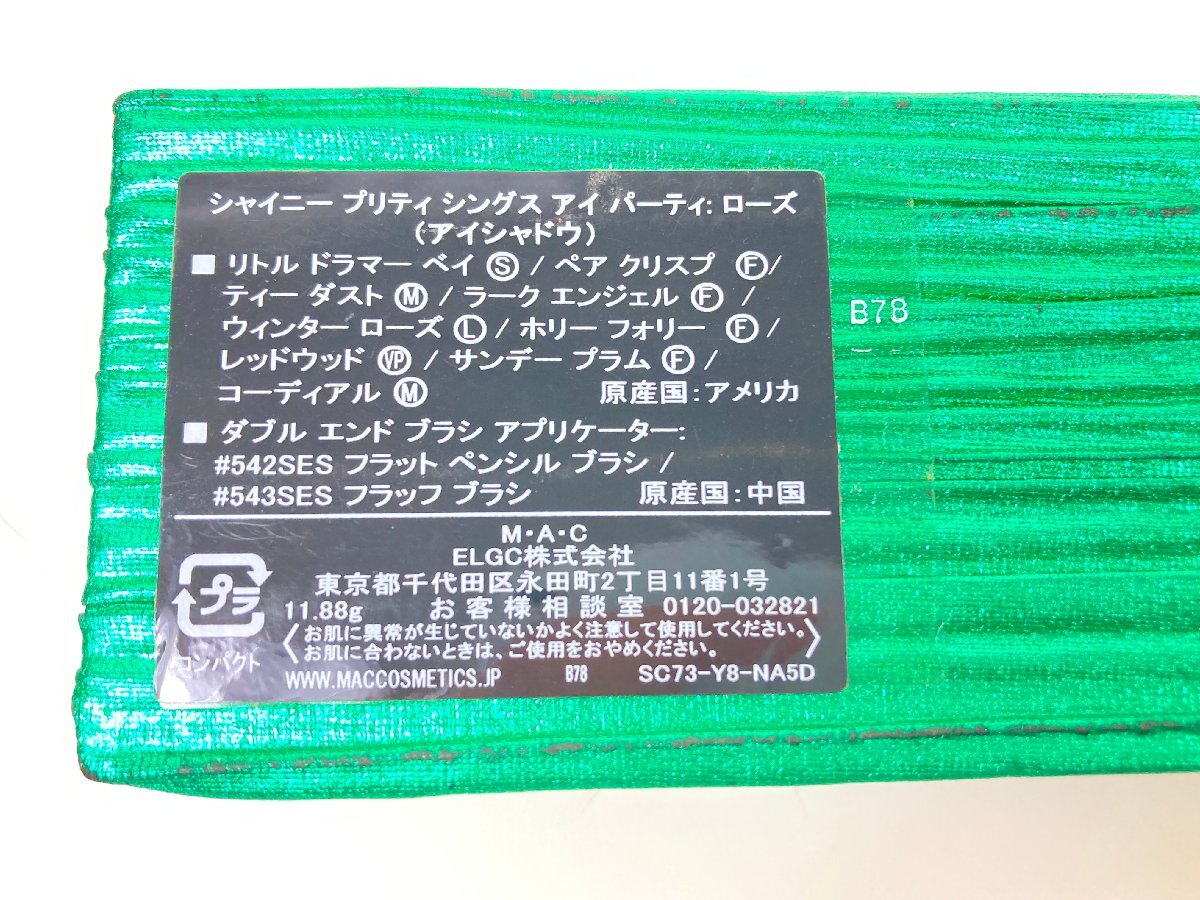 シャイニー プリティ シングス アイ パーティ: ローズ
(アイシャドウ)
■ リトル ドラマー ベイ Ⓢ / ペア クリスプ Ⓕ/
ティー ダスト Ⓜ / ラーク エンジェル Ⓕ /
ウィンター ローズ Ⓛ / ホリー フォリー Ⓕ /
レッドウッド VP / サンデー プラム Ⓕ /
コーディアル Ⓜ 原産国:アメリカ
■ ダブル エンド ブラシ アプリケーター:
#542SES フラット ペンシル ブラシ /
#543SES フラッフ ブラシ 原産国:中国
M・A・C
ELGC株式会社
東京都千代田区永田町2丁目11番1号
11.88g お客様相談室 0120-032821
〈お肌に異常が生じていないかよく注意して使用してください。
お肌に合わないときは、ご使用をおやめください。〉
プラ
コンパクト
WWW.MACCOSMETICS.JP B78 SC73-Y8-NA5D
B78